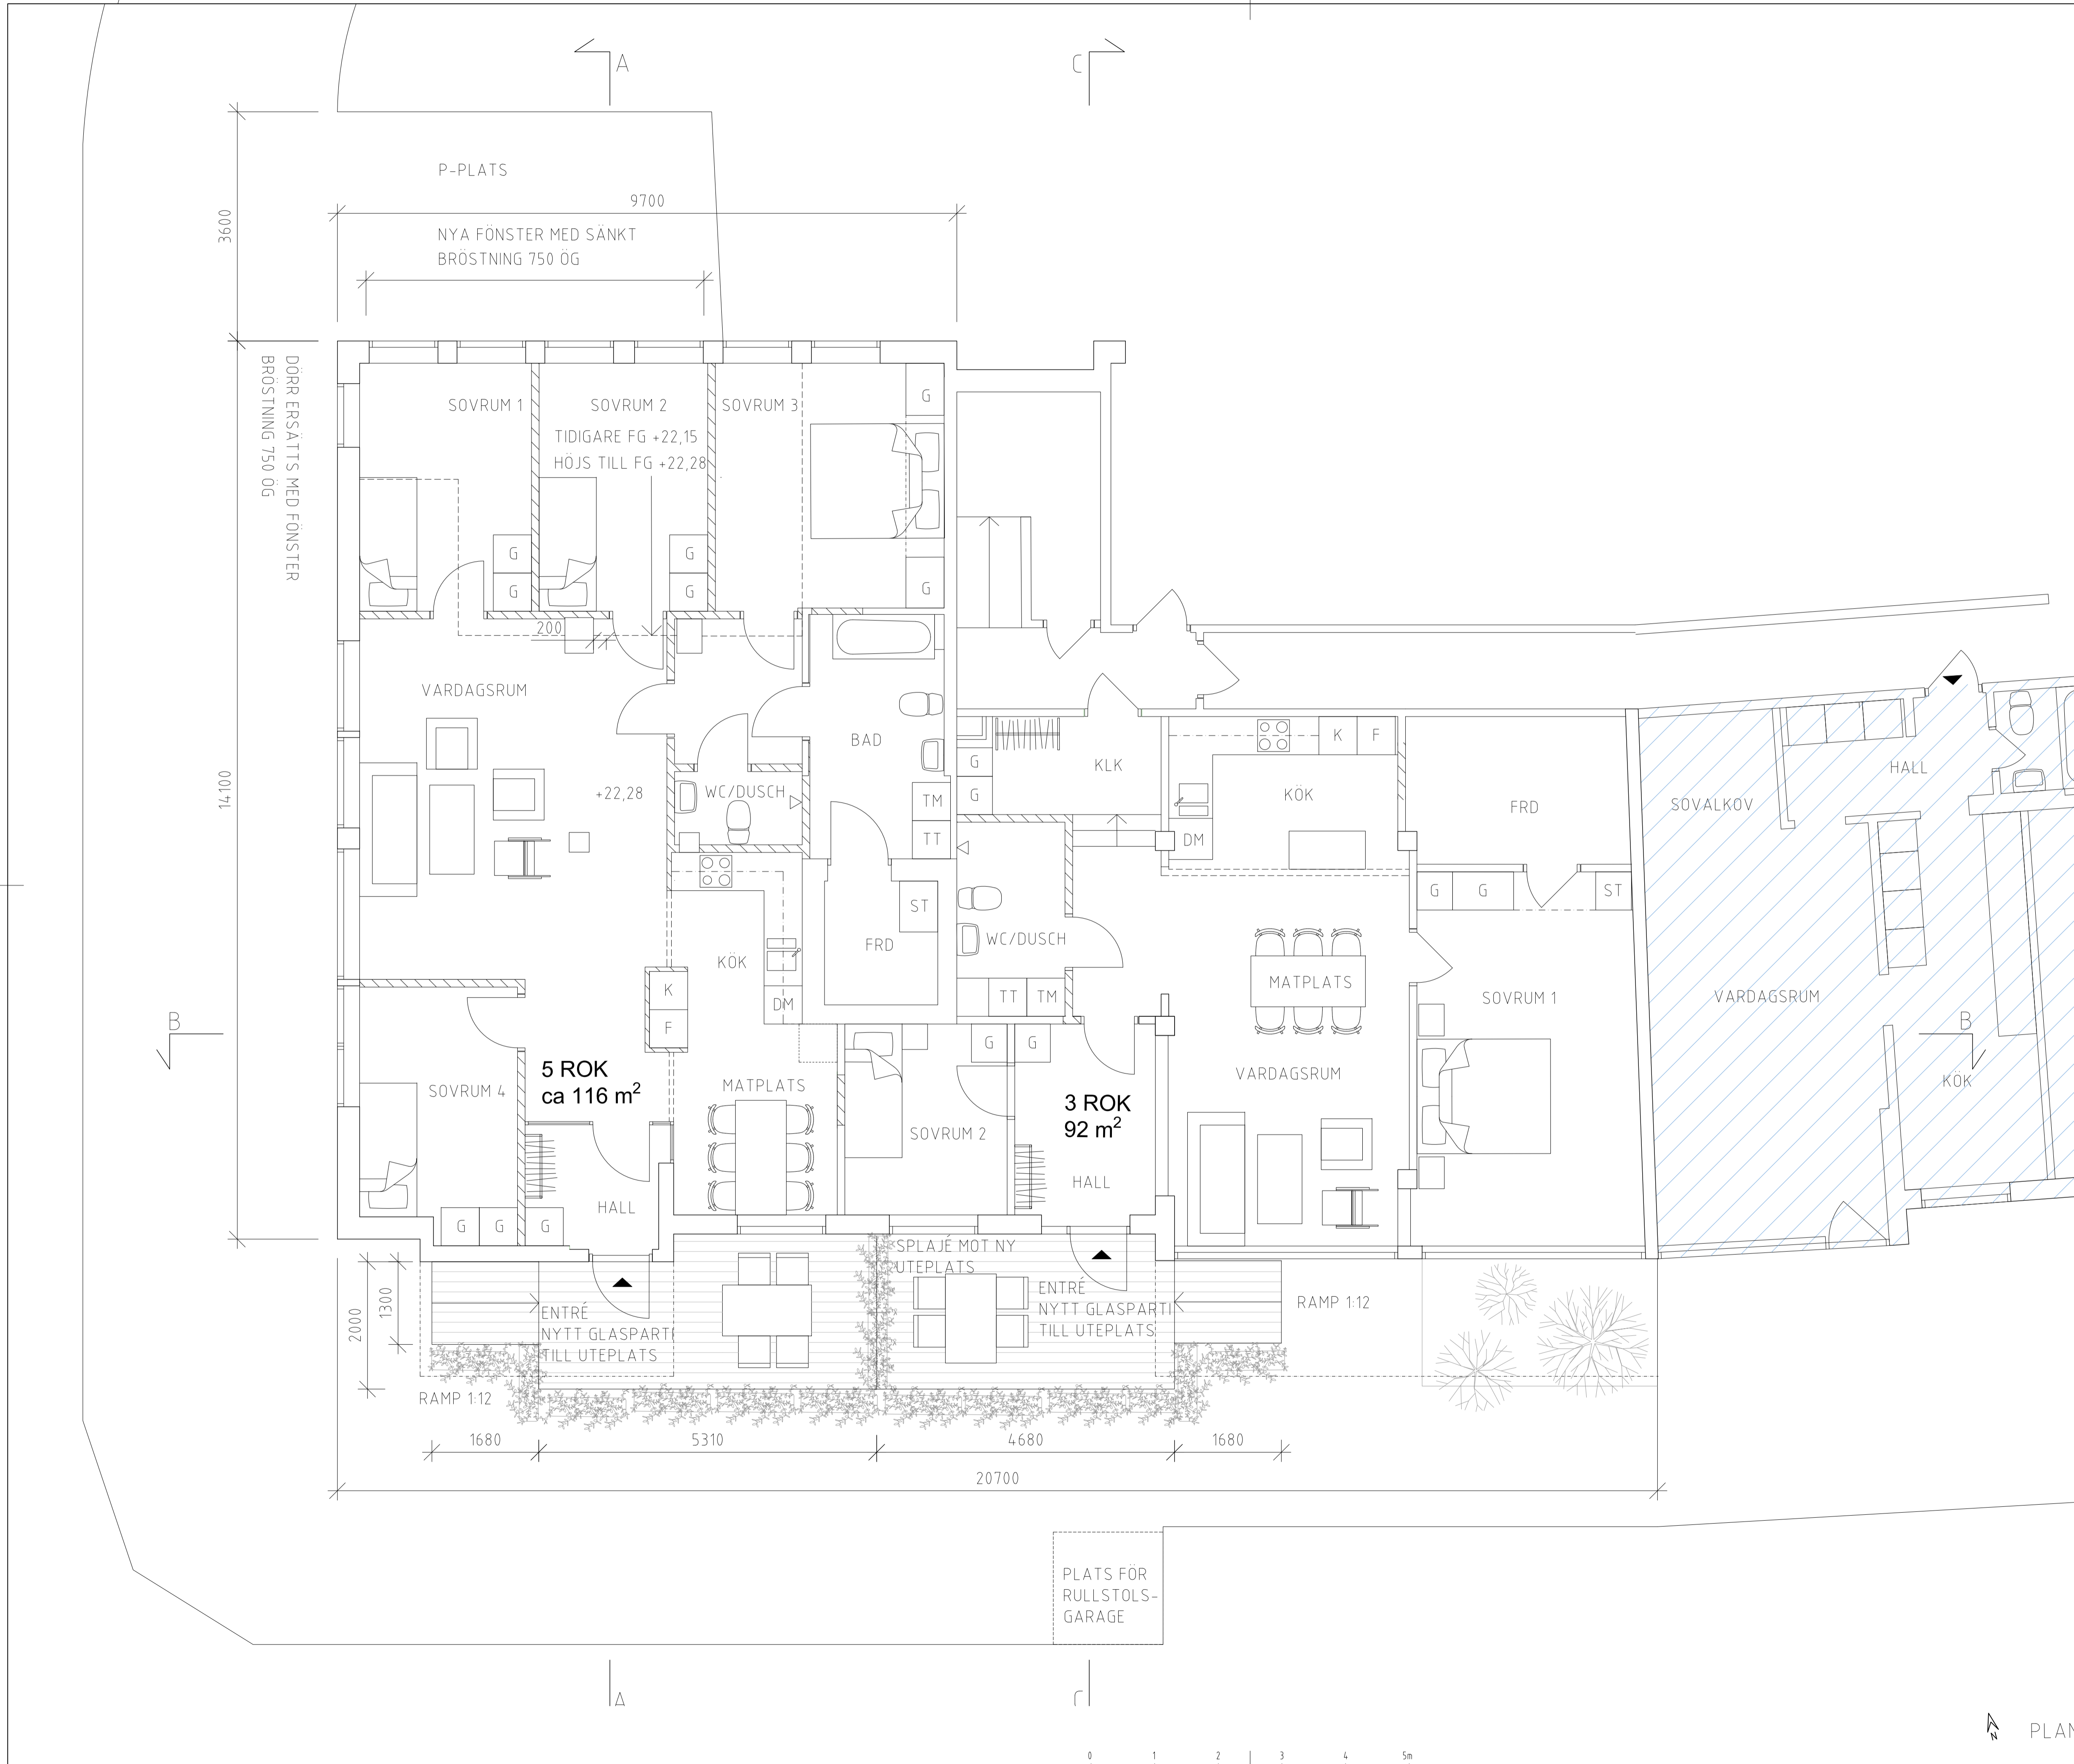 A
C
P-PLATS
9700
3600
NYA FÖNSTER MED SÄNKT
BRÖSTNING 750 ÖG
DÖRR ERSÄTTS MED FÖNSTER
BRÖSTNING 750 ÖG
SOVRUM 1
SOVRUM 2
SOVRUM 3
G
TIDIGARE FG +22,15
HÖJS TILL FG +22,28
G
G
G
G
G
200
VARDAGSRUM
BAD
+22,28
WC/DUSCH
TM
TT
14100
G
G
KLK
K
F
KÖK
DM
FRD
SOVALKOV
HALL
ST
FRD
KÖK
K
F
DM
WC/DUSCH
TT
TM
G
G
ST
MATPLATS
SOVRUM 1
VARDAGSRUM
B
B
KÖK
G
G
5 ROK
ca 116 m²
SOVRUM 4
MATPLATS
SOVRUM 2
3 ROK
92 m²
VARDAGSRUM
HALL
HALL
G
G
G
SPLAJÉ MOT NY
UTEPLATS
ENTRÉ
NYTT GLASPARTI
TILL UTEPLATS
ENTRÉ
NYTT GLASPARTI
TILL UTEPLATS
RAMP 1:12
2000
1300
RAMP 1:12
1680
5310
4680
1680
20700
PLATS FÖR
RULLSTOLS-
GARAGE
A
C
N
PLAN
0 1 2 3 4 5m